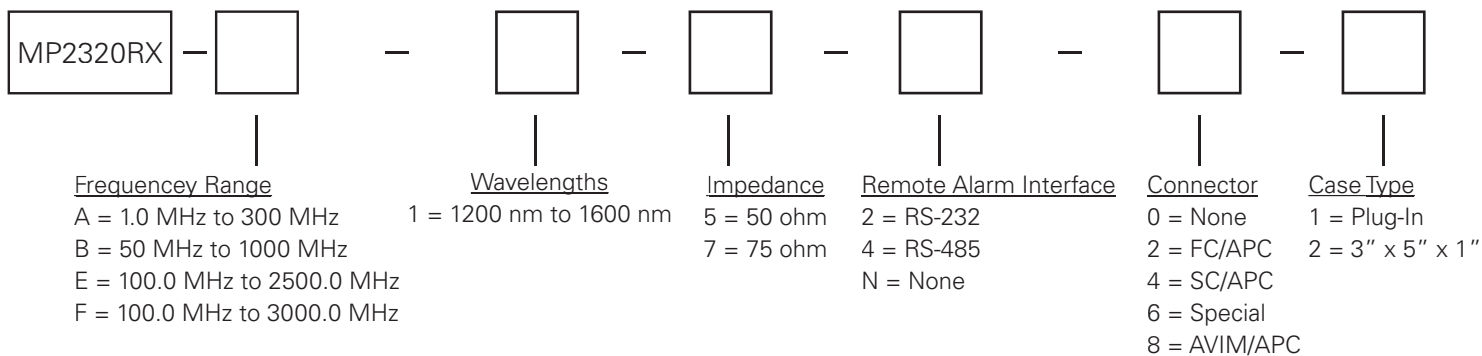 MP2320RX
Frequencey Range
A = 1.0 MHz to 300 MHz
B = 50 MHz to 1000 MHz
E = 100.0 MHz to 2500.0 MHz
F = 100.0 MHz to 3000.0 MHz
Wavelengths
1 = 1200 nm to 1600 nm
Impedance
5 = 50 ohm
7 = 75 ohm
Remote Alarm Interface
2 = RS-232
4 = RS-485
N = None
Connector
0 = None
2 = FC/APC
4 = SC/APC
6 = Special
8 = AVIM/APC
Case Type
1 = Plug-In
2 = 3” x 5” x 1”